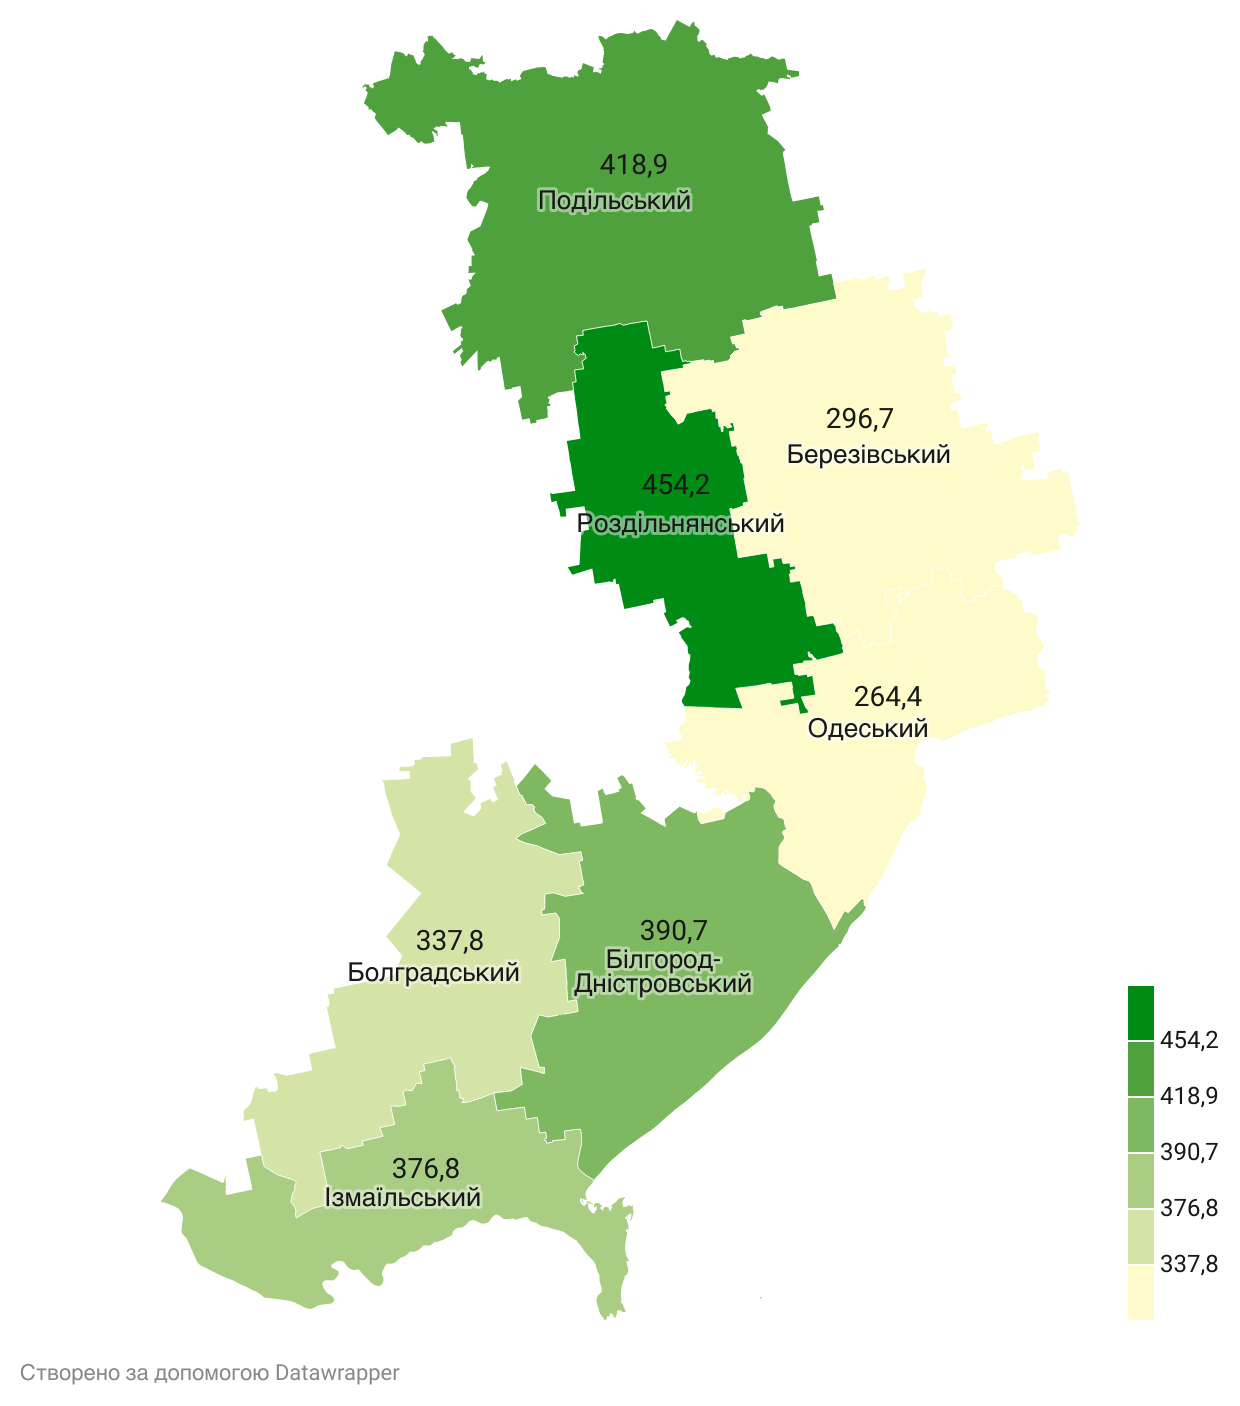 418,9
Подільський
296,7
Березівський
454,2
Роздільнянський
264,4
Одеський
337,8
Болградський
390,7
Білгород-
Дністровський
376,8
Ізмаїльський
454,2
418,9
390,7
376,8
337,8
Створено за допомогою Datawrapper